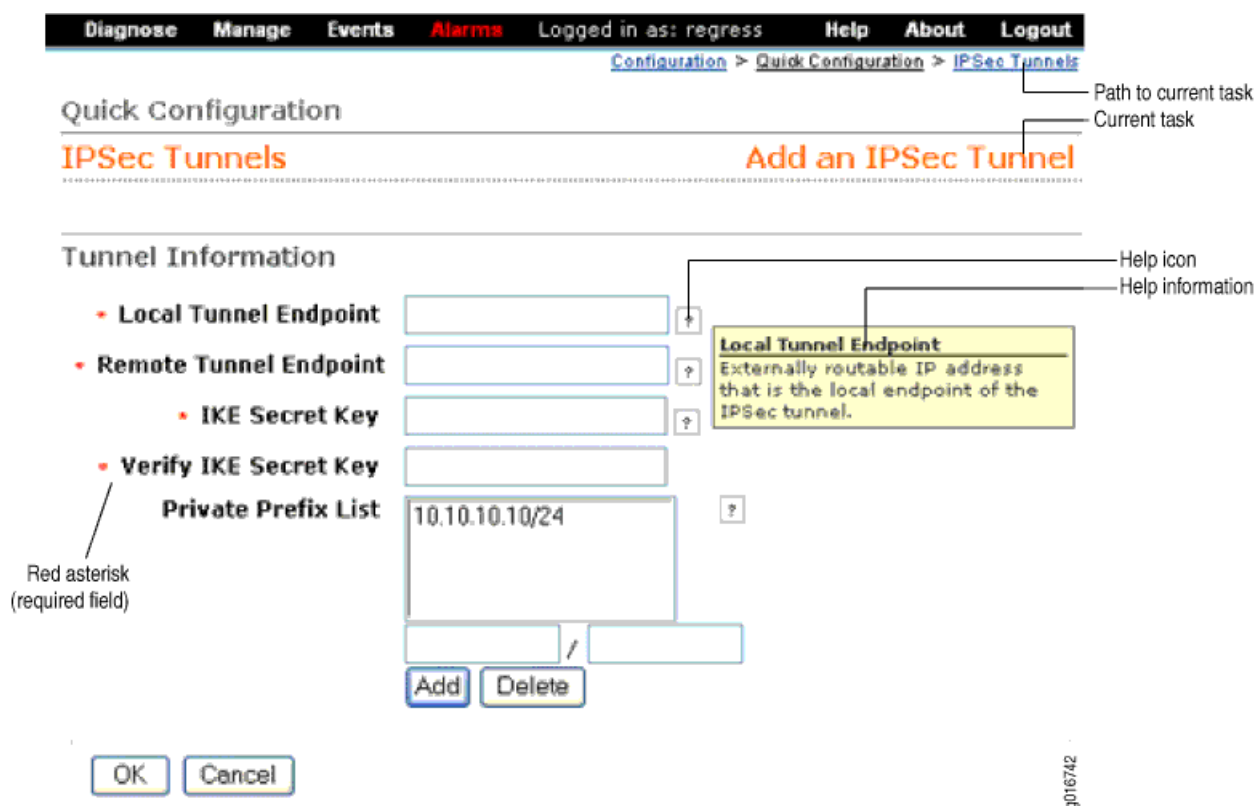 Diagnose Manage Events Alarms Logged in as: regress Help About Logout
Configuration > Quick Configuration > IPSec Tunnels
Path to current task
Quick Configuration
Current task
IPSec Tunnels Add an IPSec Tunnel
Tunnel Information
Help icon
Help information
* Local Tunnel Endpoint ?
Local Tunnel Endpoint
Externally routable IP address
that is the local endpoint of the
IPSec tunnel.
* Remote Tunnel Endpoint ?
* IKE Secret Key ?
* Verify IKE Secret Key
Private Prefix List 10.10.10.10/24 ?
Red asterisk
(required field)
/
Add Delete
OK Cancel
g016742